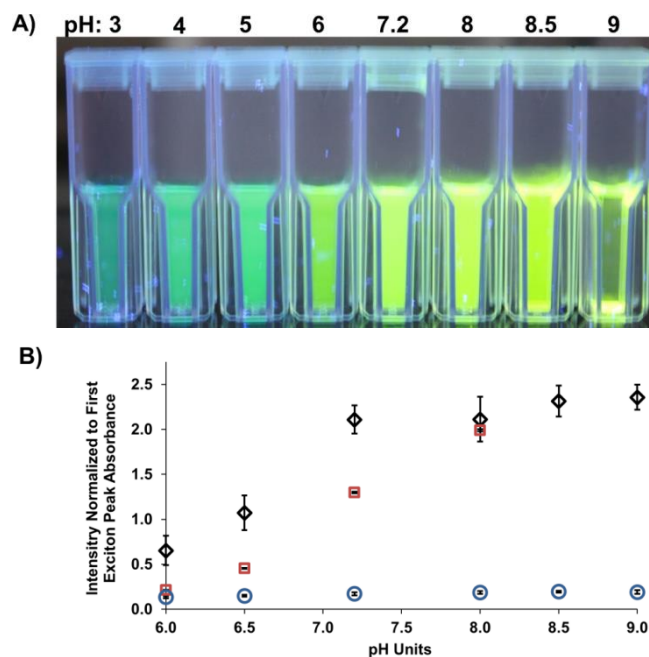 A) pH: 3 4 5 6 7.2 8 8.5 9
B)
Intensitry Normalized to First
Exciton Peak Absorbance
2.5
2.0
1.5
1.0
0.5
0.0
6.0 6.5 7.0 7.5 8.0 8.5 9.0
pH Units